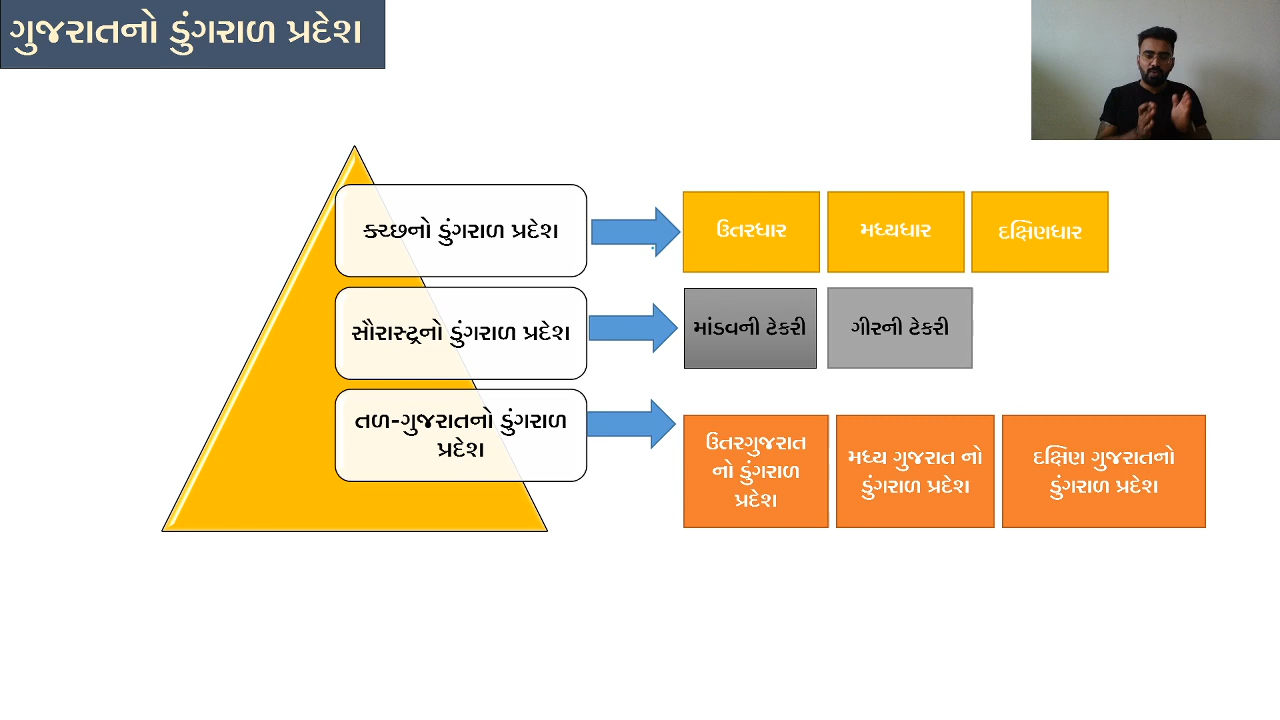 ગુજરાતનો ડુંગરાળ પ્રદેશ
કચ્છનો ડુંગરાળ પ્રદેશ
ઉતરધાર
મધ્યધાર
દક્ષિણધાર
સૌરાસ્ટ્રનો ડુંગરાળ પ્રદેશ
માંડવની ટેકરી
ગીરની ટેકરી
તળ-ગુજરાતનો ડુંગરાળ
પ્રદેશ
ઉતરગુજરાત
નો ડુંગરાળ
પ્રદેશ
મધ્ય ગુજરાત નો
ડુંગરાળ પ્રદેશ
દક્ષિણ ગુજરાતનો
ડુંગરાળ પ્રદેશ